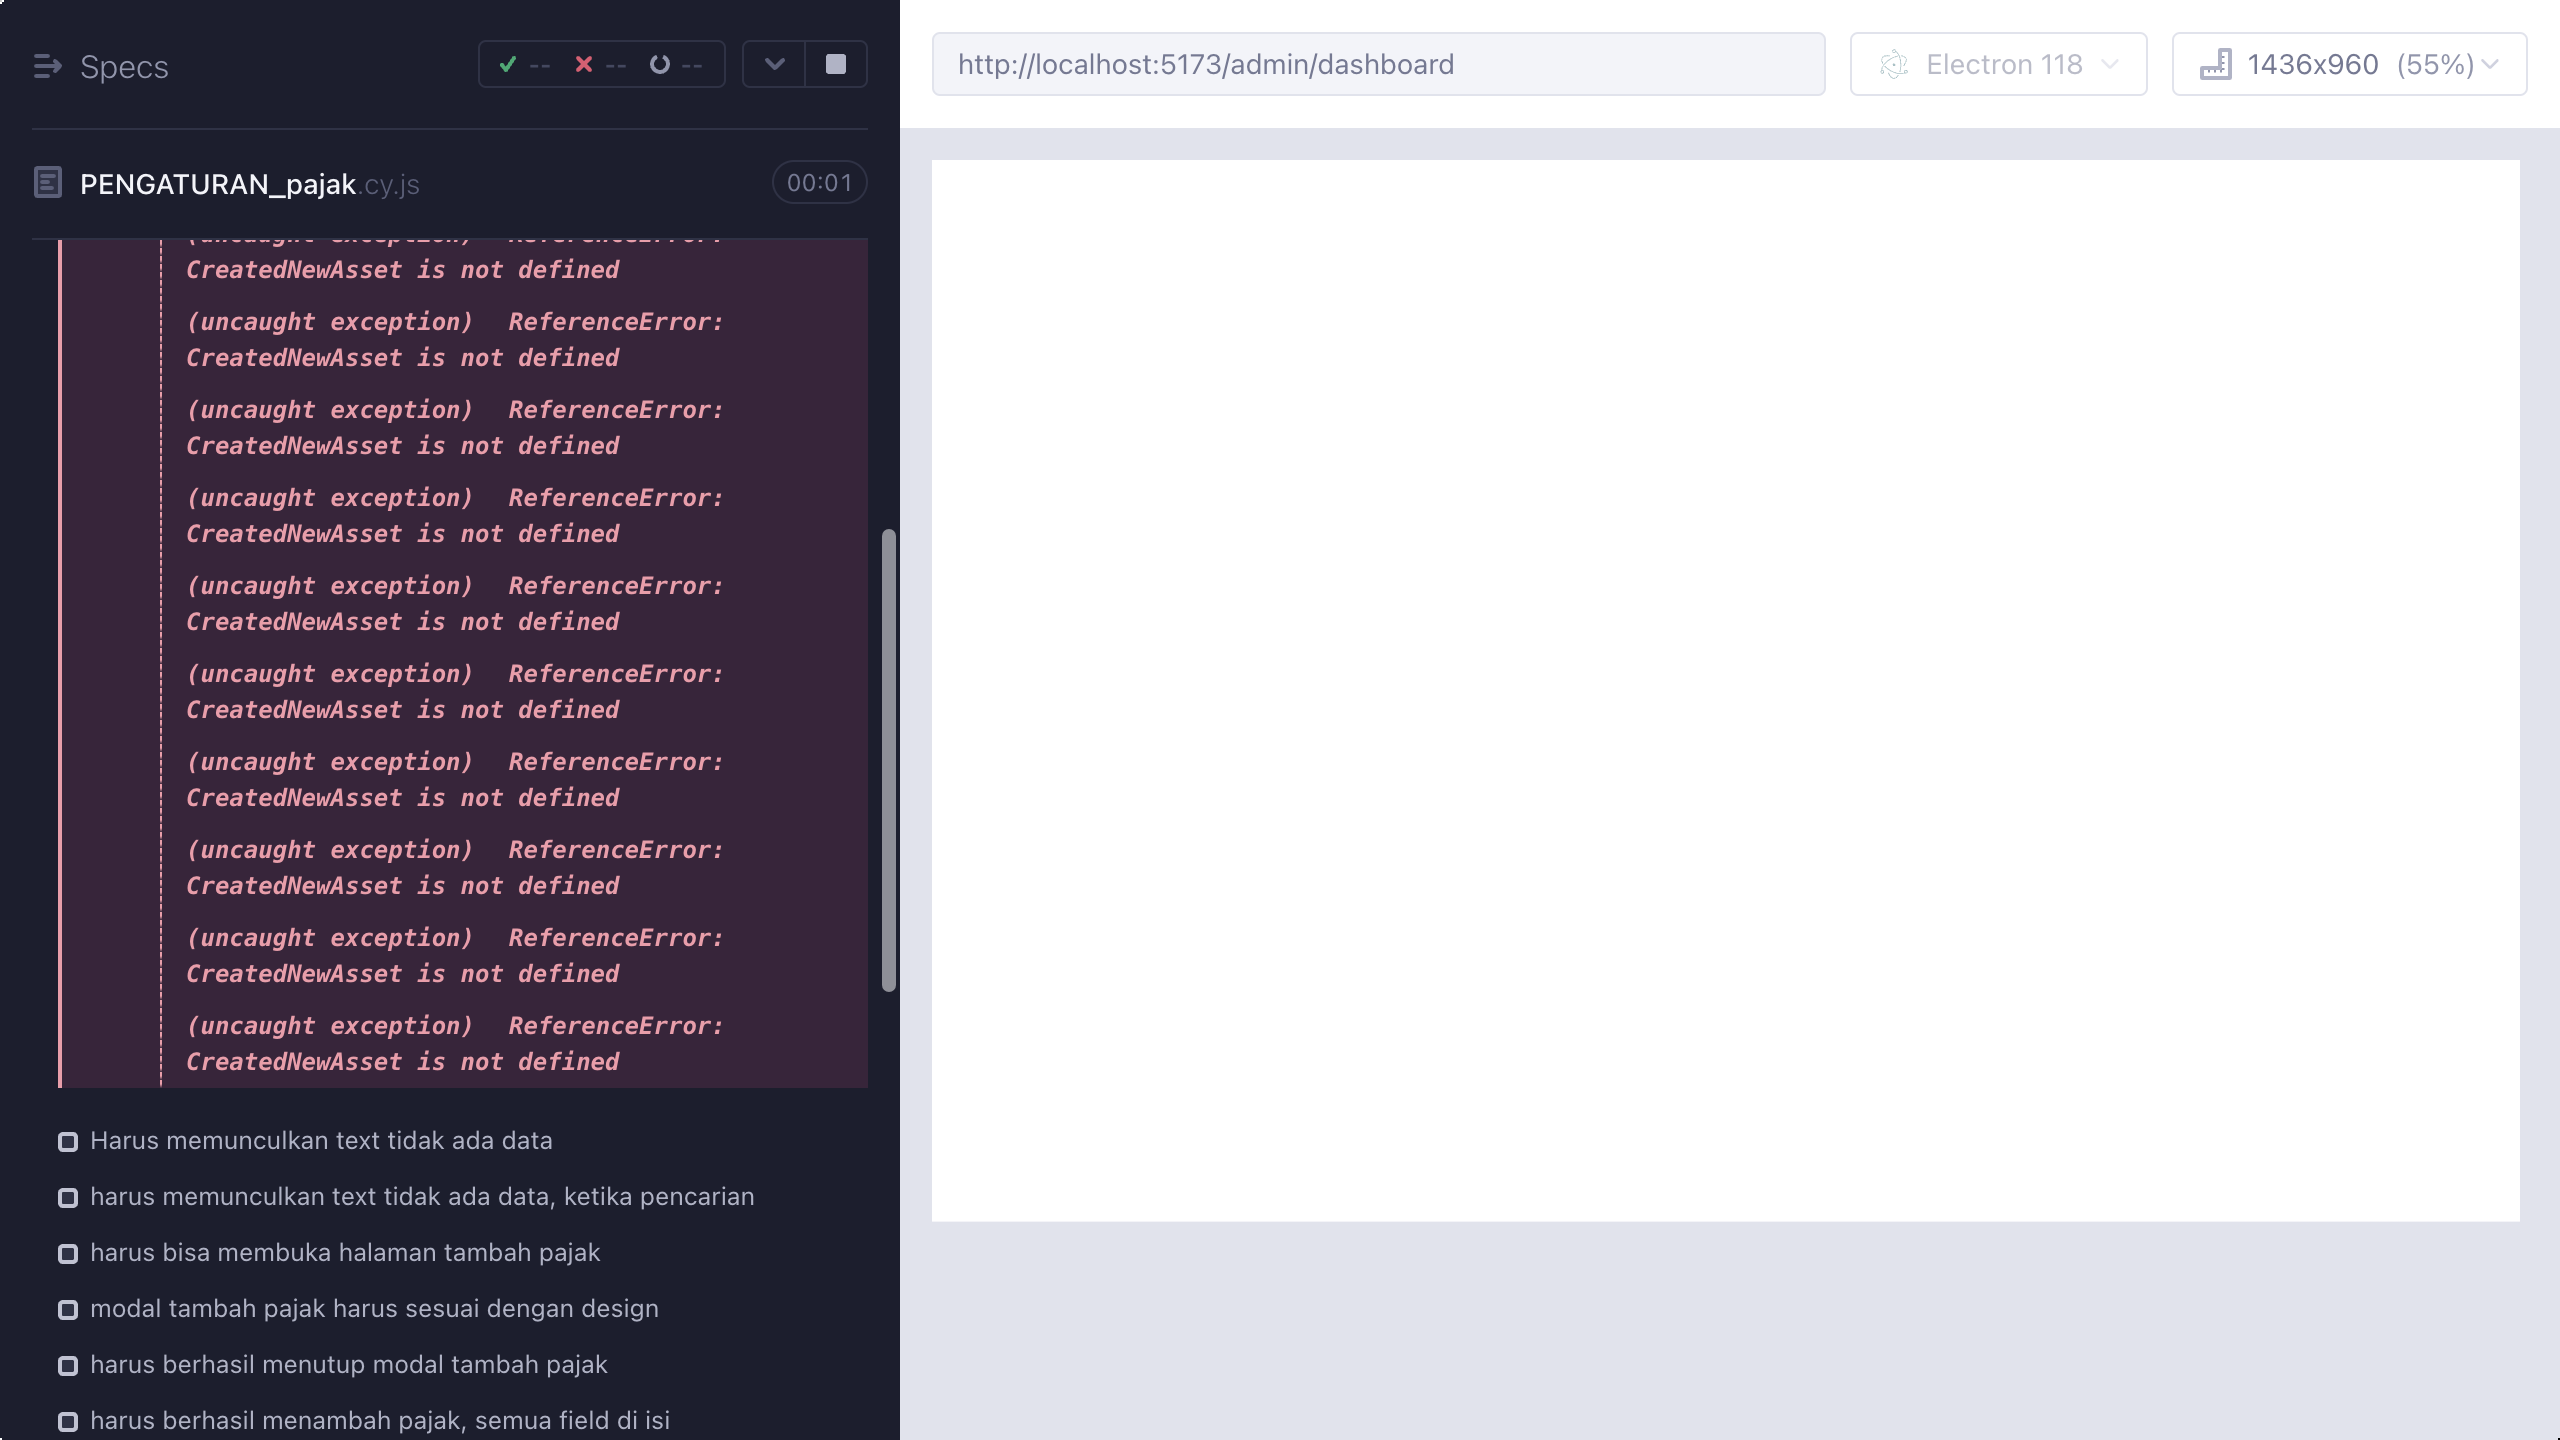 Specs
-- -- --
http://localhost:5173/admin/dashboard
Electron 118
1436x960 (55%)
PENGATURAN_pajak.cy.js
00:01
(uncaught exception) ReferenceError:
CreatedNewAsset is not defined
(uncaught exception) ReferenceError:
CreatedNewAsset is not defined
(uncaught exception) ReferenceError:
CreatedNewAsset is not defined
(uncaught exception) ReferenceError:
CreatedNewAsset is not defined
(uncaught exception) ReferenceError:
CreatedNewAsset is not defined
(uncaught exception) ReferenceError:
CreatedNewAsset is not defined
(uncaught exception) ReferenceError:
CreatedNewAsset is not defined
(uncaught exception) ReferenceError:
CreatedNewAsset is not defined
(uncaught exception) ReferenceError:
CreatedNewAsset is not defined
(uncaught exception) ReferenceError:
CreatedNewAsset is not defined
Harus memunculkan text tidak ada data
harus memunculkan text tidak ada data, ketika pencarian
harus bisa membuka halaman tambah pajak
modal tambah pajak harus sesuai dengan design
harus berhasil menutup modal tambah pajak
harus berhasil menambah pajak, semua field di isi